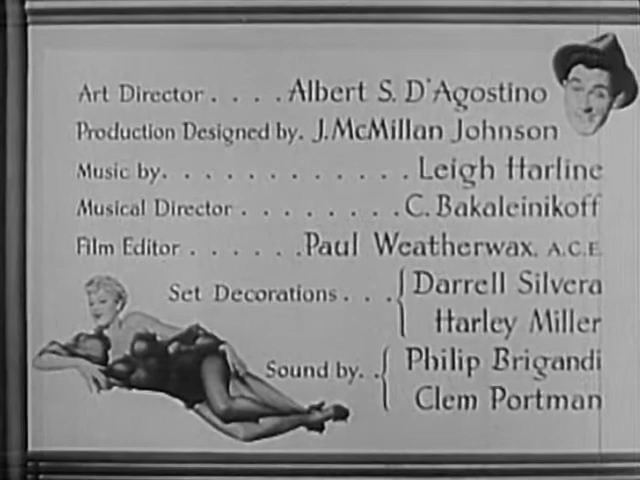 Art Director . . . . Albert S. D'Agostino
Production Designed by. J. McMillan Johnson
Music by. . . . . . . . . . . . . Leigh Harline
Musical Director . . . . . . . . C. Bakaleinikoff
Film Editor . . . . . . Paul Weatherwax, A.C.E.
Set Decorations . . . { Darrell Silvera
Harley Miller
Sound by. . { Philip Brigandi
Clem Portman